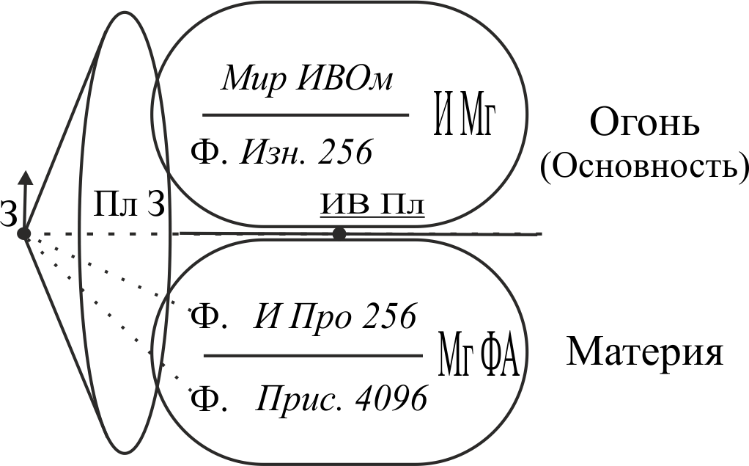 Мир ИВОм
Ф. Изн. 256
И Мг
Огонь
(Основность)
З
Пл З
ИВ Пл
Ф. И Про 256
Ф. Прис. 4096
Мг ФА
Материя